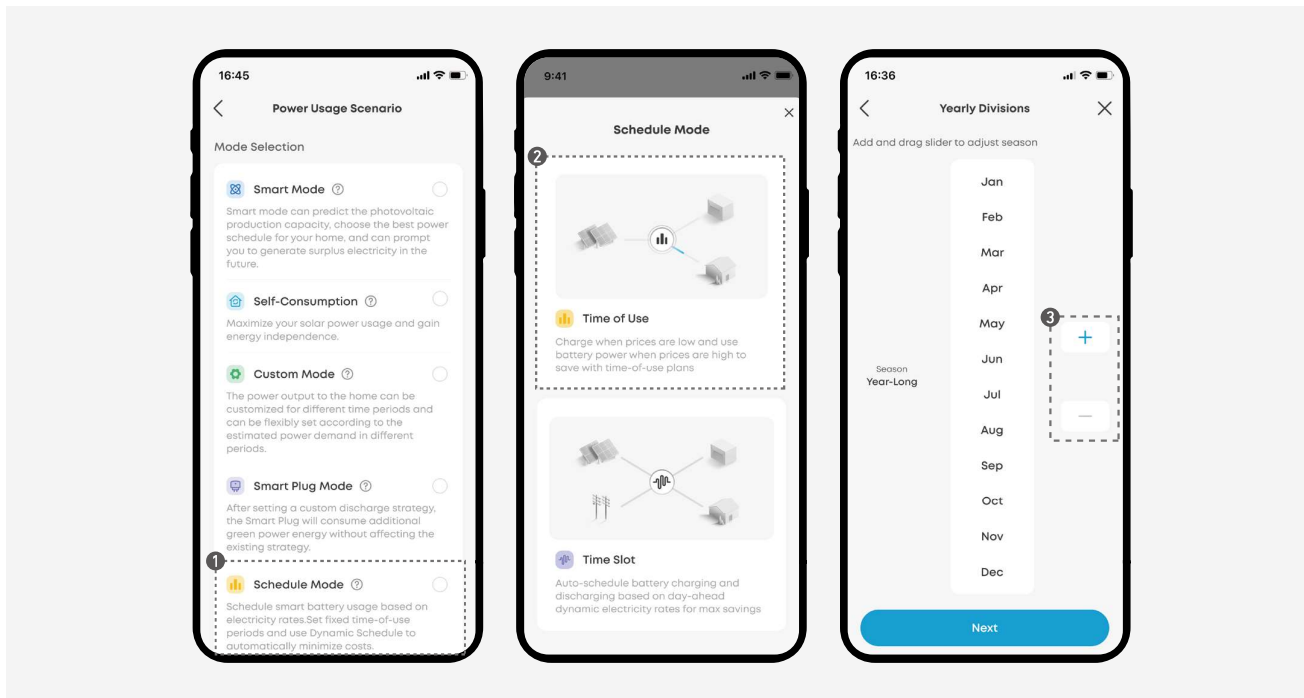 16:45
Power Usage Scenario
Mode Selection
Smart Mode ?
Smart mode can predict the photovoltaic
production capacity, choose the best power
schedule for your home, and can prompt
you to generate surplus electricity in the
future.
Self-Consumption ?
Maximize your solar power usage and gain
energy independence.
Custom Mode ?
The power output to the home can be
customized for different time periods and
can be flexibly set according to the
estimated power demand in different
periods.
Smart Plug Mode ?
After setting a custom discharge strategy,
the Smart Plug will consume additional
green power energy without affecting the
existing strategy.
1
Schedule Mode ?
Schedule smart battery usage based on
electricity rates.Set fixed time-of-use
periods and use Dynamic Schedule to
automatically minimize costs.
9:41
Schedule Mode
2
Time of Use
Charge when prices are low and use
battery power when prices are high to
save with time-of-use plans
Time Slot
Auto-schedule battery charging and
discharging based on day-ahead
dynamic electricity rates for max savings
16:36
Yearly Divisions
Add and drag slider to adjust season
Jan
Feb
Mar
Apr
May
Jun
Jul
Aug
Sep
Oct
Nov
Dec
Season
Year-Long
3
+
−
Next